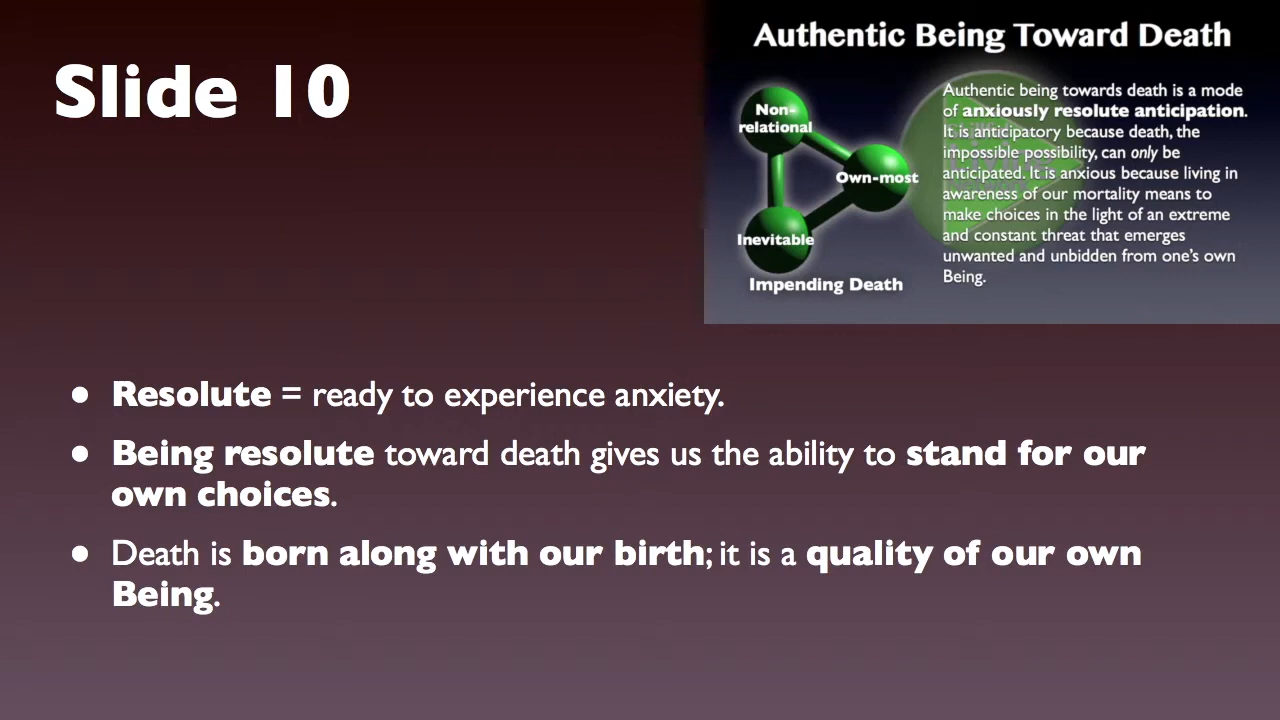 Slide 10
Authentic Being Toward Death
Non-
relational
Own-most
Inevitable
Impending Death
Authentic being towards death is a mode
of anxiously resolute anticipation.
It is anticipatory because death, the
impossible possibility, can only be
anticipated. It is anxious because living in
awareness of our mortality means to
make choices in the light of an extreme
and constant threat that emerges
unwanted and unbidden from one's own
Being.
● Resolute = ready to experience anxiety.
● Being resolute toward death gives us the ability to stand for our
own choices.
● Death is born along with our birth; it is a quality of our own
Being.